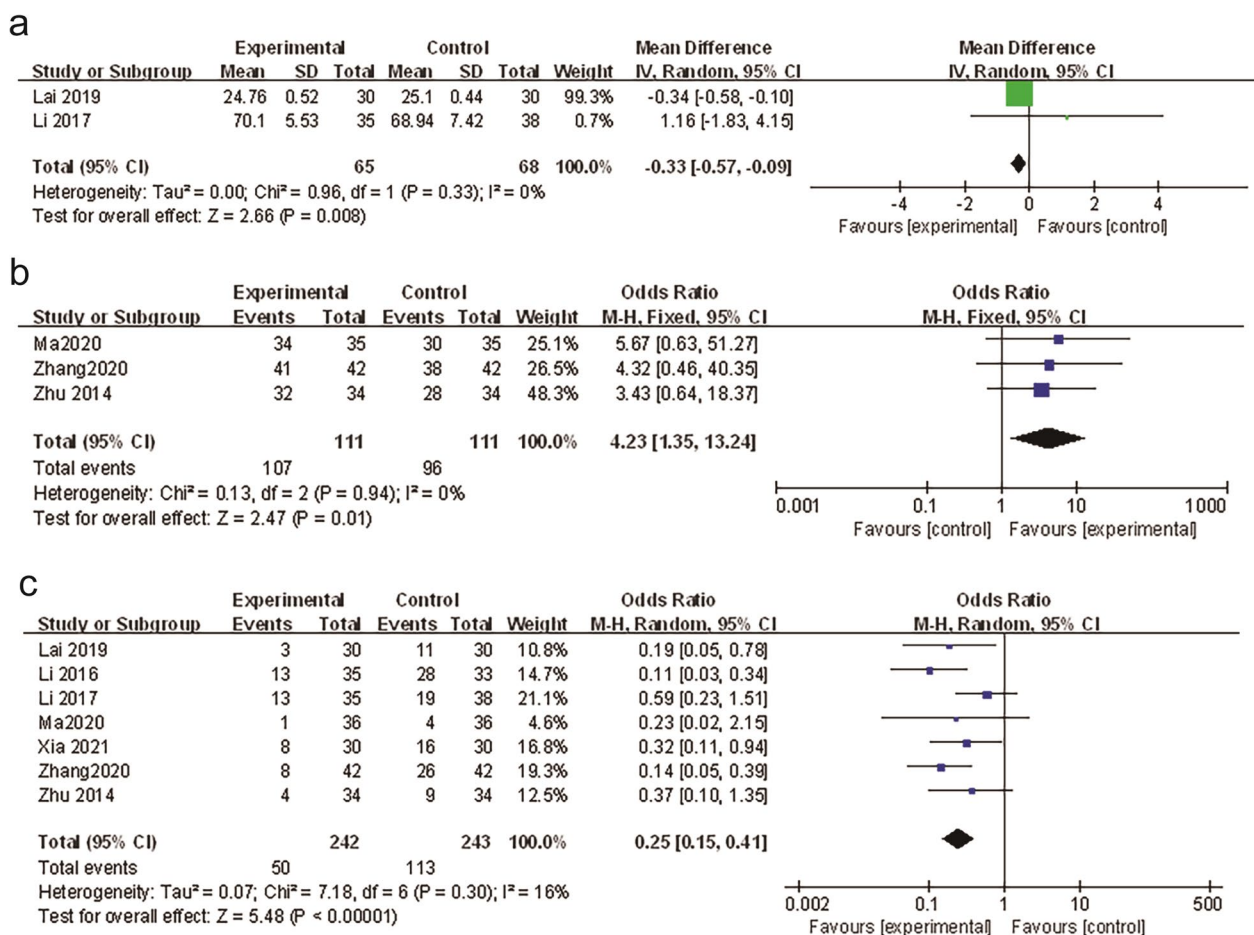 a
Experimental Control Mean Difference Mean Difference
Study or Subgroup Mean SD Total Mean SD Total Weight IV, Random, 95% CI IV, Random, 95% CI
Lai 2019 24.76 0.52 30 25.1 0.44 30 99.3% -0.34 [-0.58, -0.10]
Li 2017 70.1 5.53 35 68.94 7.42 38 0.7% 1.16 [-1.83, 4.15]
Total (95% CI) 65 68 100.0% -0.33 [-0.57, -0.09]
Heterogeneity: Tau² = 0.00; Chi² = 0.96, df = 1 (P = 0.33); I² = 0%
Test for overall effect: Z = 2.66 (P = 0.008)
-4 -2 0 2 4
Favours [experimental] Favours [control]
b
Experimental Control Odds Ratio Odds Ratio
Study or Subgroup Events Total Events Total Weight M-H, Fixed, 95% CI M-H, Fixed, 95% CI
Ma2020 34 35 30 35 25.1% 5.67 [0.63, 51.27]
Zhang2020 41 42 38 42 26.5% 4.32 [0.46, 40.35]
Zhu 2014 32 34 28 34 48.3% 3.43 [0.64, 18.37]
Total (95% CI) 111 111 100.0% 4.23 [1.35, 13.24]
Total events 107 96
Heterogeneity: Chi² = 0.13, df = 2 (P = 0.94); I² = 0%
Test for overall effect: Z = 2.47 (P = 0.01)
0.001 0.1 1 10 1000
Favours [control] Favours [experimental]
c
Experimental Control Odds Ratio Odds Ratio
Study or Subgroup Events Total Events Total Weight M-H, Random, 95% CI M-H, Random, 95% CI
Lai 2019 3 30 11 30 10.8% 0.19 [0.05, 0.78]
Li 2016 13 35 28 33 14.7% 0.11 [0.03, 0.34]
Li 2017 13 35 19 38 21.1% 0.59 [0.23, 1.51]
Ma2020 1 36 4 36 4.6% 0.23 [0.02, 2.15]
Xia 2021 8 30 16 30 16.8% 0.32 [0.11, 0.94]
Zhang2020 8 42 26 42 19.3% 0.14 [0.05, 0.39]
Zhu 2014 4 34 9 34 12.5% 0.37 [0.10, 1.35]
Total (95% CI) 242 243 100.0% 0.25 [0.15, 0.41]
Total events 50 113
Heterogeneity: Tau² = 0.07; Chi² = 7.18, df = 6 (P = 0.30); I² = 16%
Test for overall effect: Z = 5.48 (P < 0.00001)
0.002 0.1 1 10 500
Favours [experimental] Favours [control]